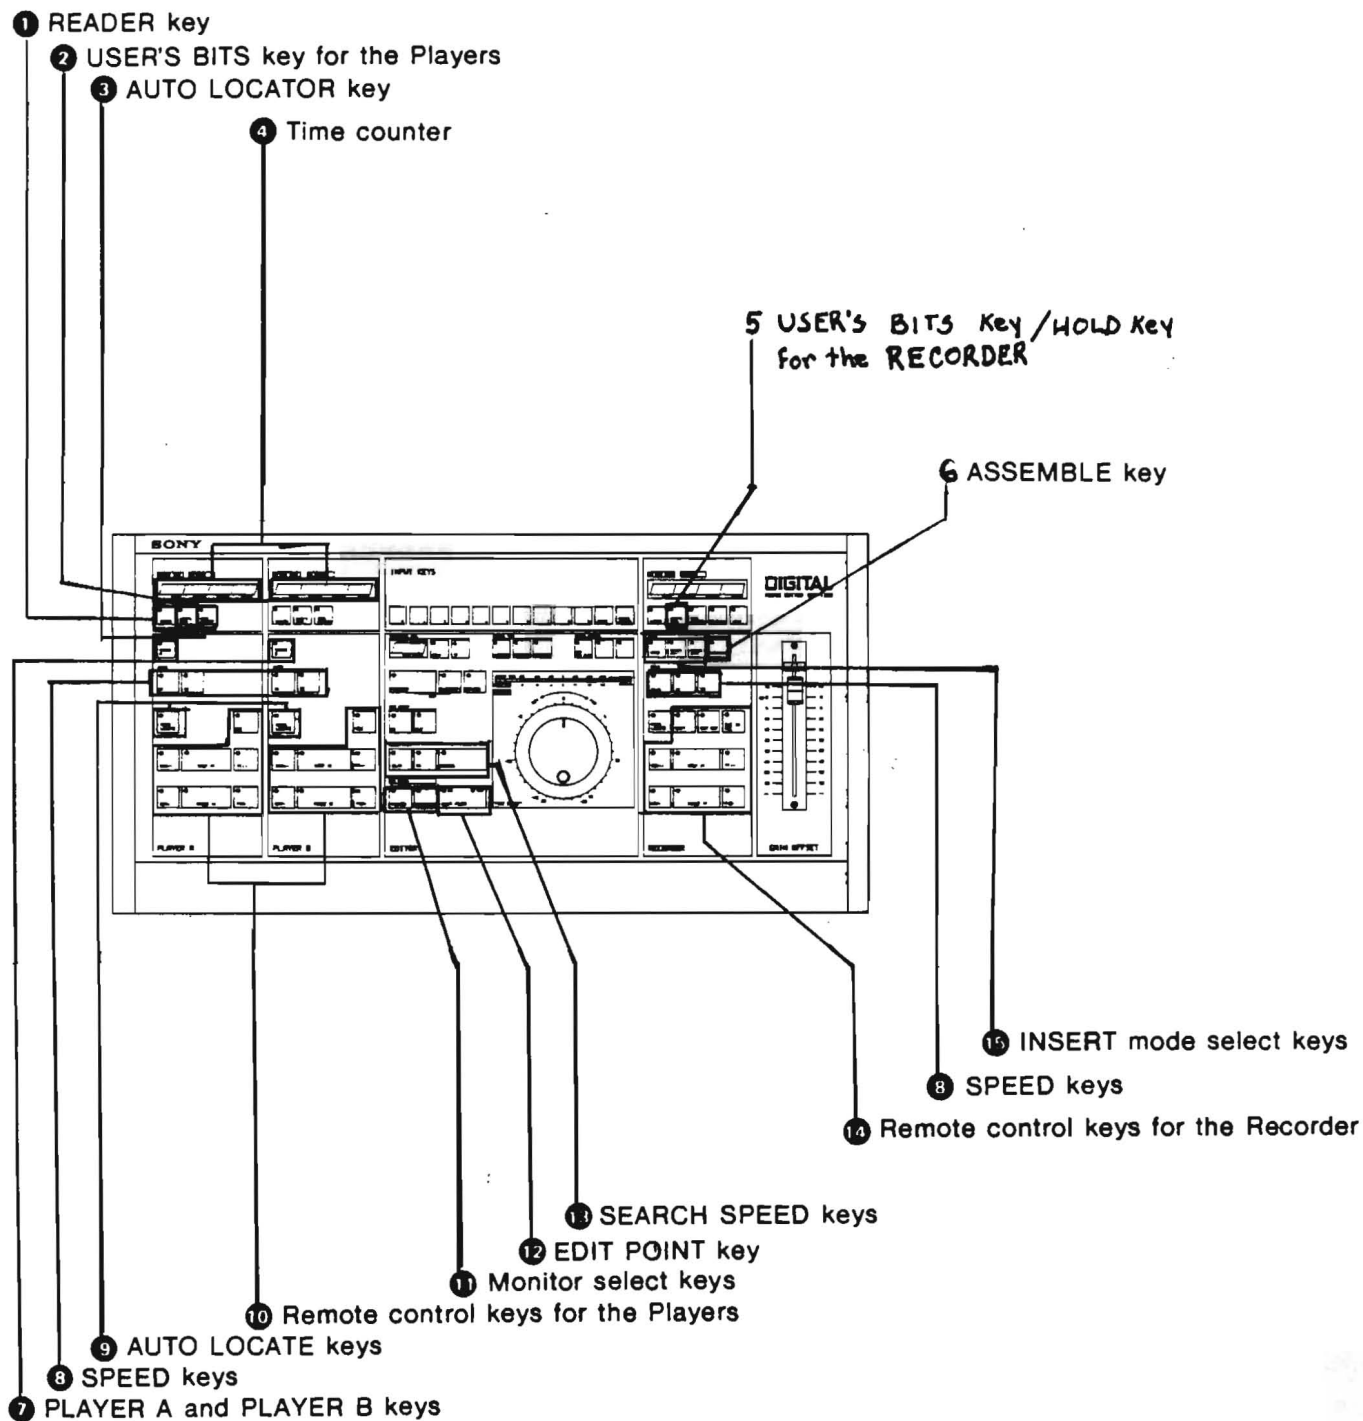 1 READER key
2 USER'S BITS key for the Players
3 AUTO LOCATOR key
4 Time counter
5 USER'S BITS Key/HOLD Key
for the RECORDER
6 ASSEMBLE key
SONY
INPUT KEYS
DIGITAL
PLAYER A
PLAYER B
EDITOR
RECORDER
GAIN OFFSET
15 INSERT mode select keys
8 SPEED keys
14 Remote control keys for the Recorder
13 SEARCH SPEED keys
12 EDIT POINT key
11 Monitor select keys
10 Remote control keys for the Players
9 AUTO LOCATE keys
8 SPEED keys
7 PLAYER A and PLAYER B keys